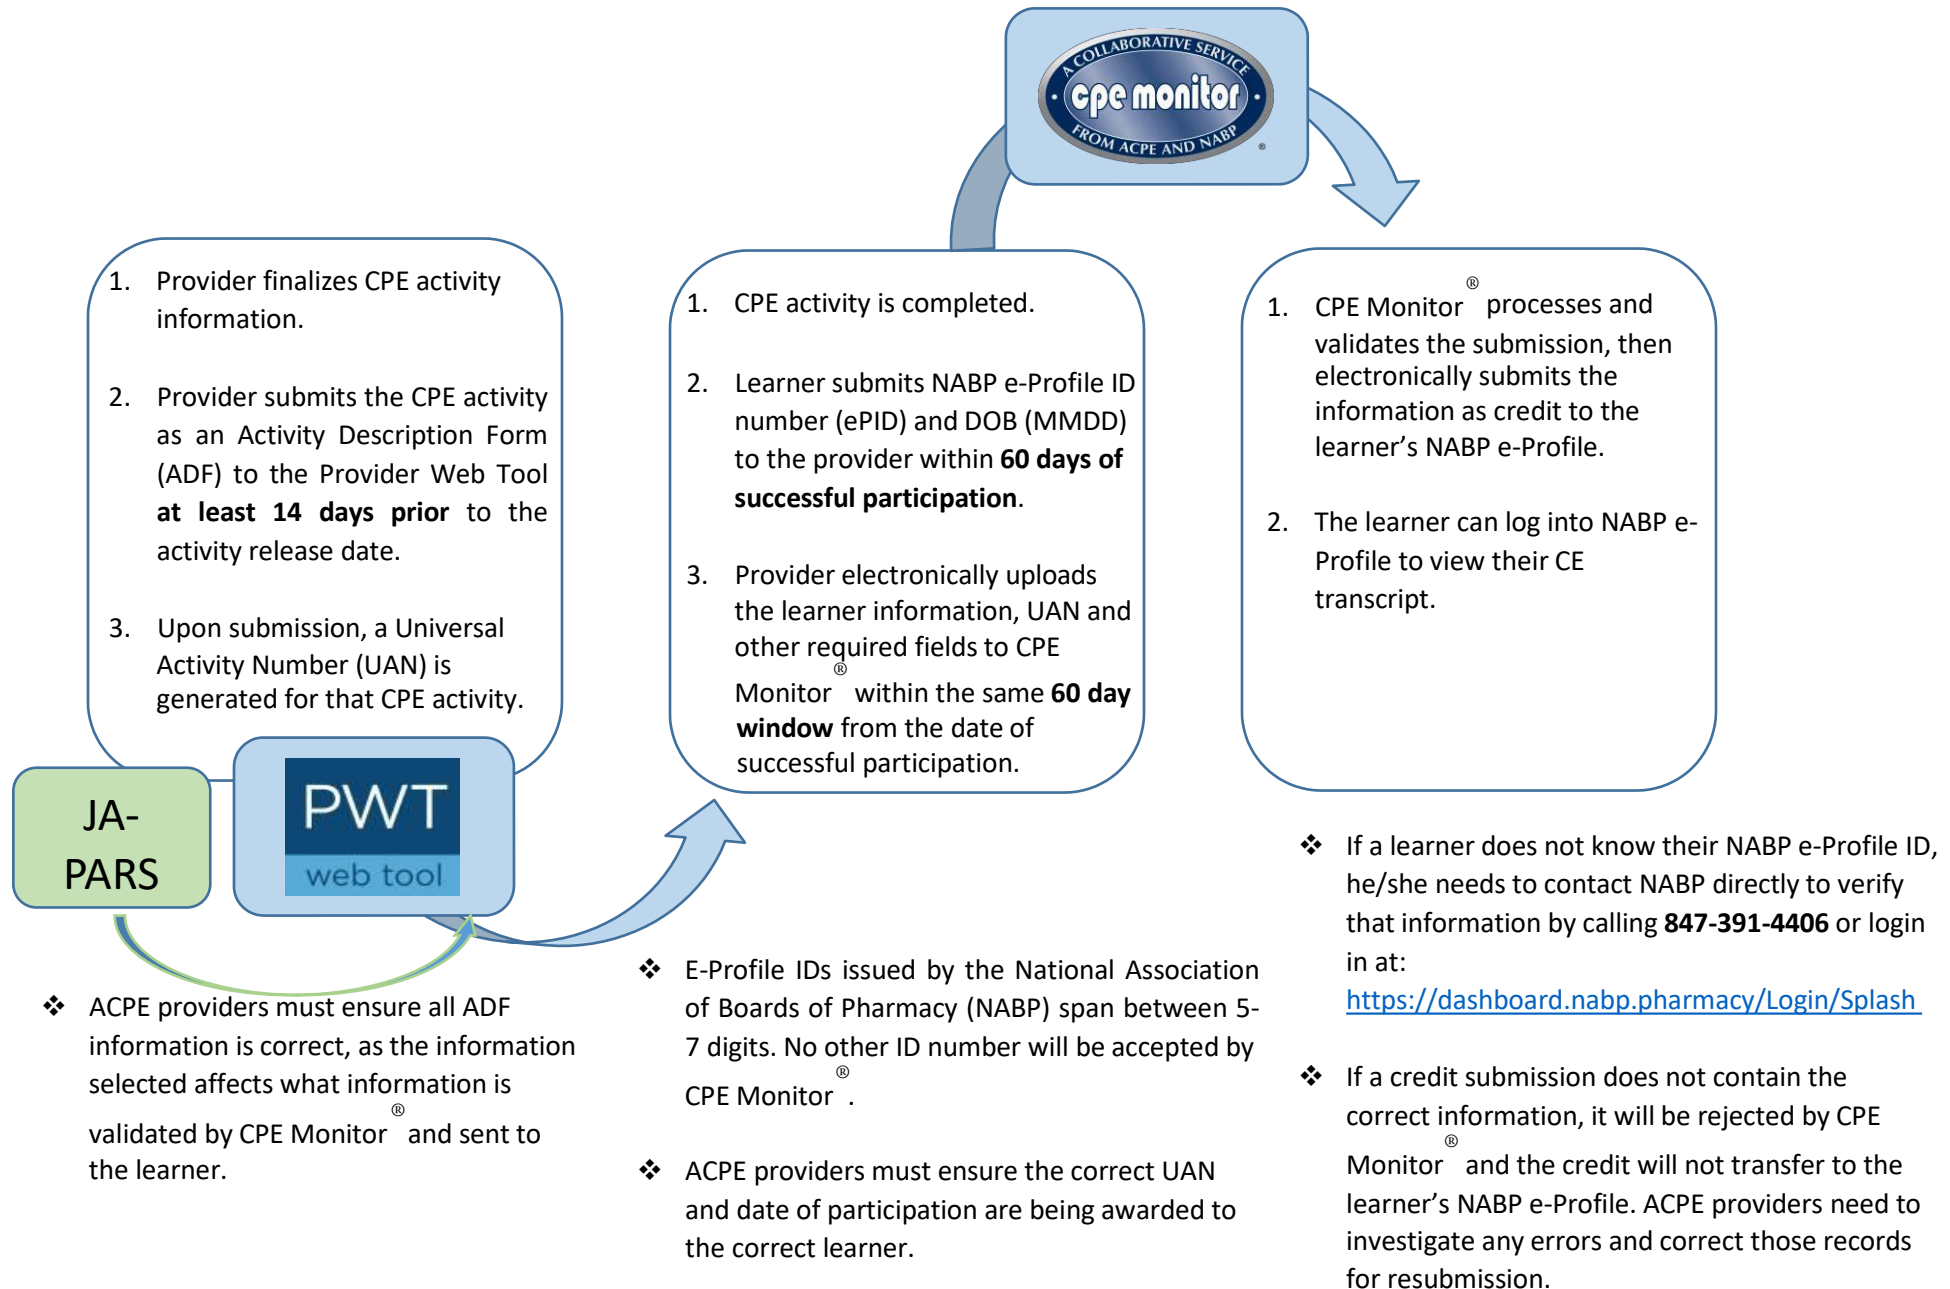 A COLLABORATIVE SERVICE
cpe monitor
FROM ACPE AND NABP
®
1. Provider finalizes CPE activity
information.
2. Provider submits the CPE activity
as an Activity Description Form
(ADF) to the Provider Web Tool
at least 14 days prior to the
activity release date.
3. Upon submission, a Universal
Activity Number (UAN) is
generated for that CPE activity.
JA-
PARS
PWT
web tool
❖ ACPE providers must ensure all ADF
information is correct, as the information
selected affects what information is
validated by CPE Monitor® and sent to
the learner.
1. CPE activity is completed.
2. Learner submits NABP e-Profile ID
number (ePID) and DOB (MMDD)
to the provider within 60 days of
successful participation.
3. Provider electronically uploads
the learner information, UAN and
other required fields to CPE
Monitor® within the same 60 day
window from the date of
successful participation.
❖ E-Profile IDs issued by the National Association
of Boards of Pharmacy (NABP) span between 5-
7 digits. No other ID number will be accepted by
CPE Monitor®.
❖ ACPE providers must ensure the correct UAN
and date of participation are being awarded to
the correct learner.
1. CPE Monitor® processes and
validates the submission, then
electronically submits the
information as credit to the
learner’s NABP e-Profile.
2. The learner can log into NABP e-
Profile to view their CE
transcript.
❖ If a learner does not know their NABP e-Profile ID,
he/she needs to contact NABP directly to verify
that information by calling 847-391-4406 or login
in at:
https://dashboard.nabp.pharmacy/Login/Splash
❖ If a credit submission does not contain the
correct information, it will be rejected by CPE
Monitor® and the credit will not transfer to the
learner’s NABP e-Profile. ACPE providers need to
investigate any errors and correct those records
for resubmission.